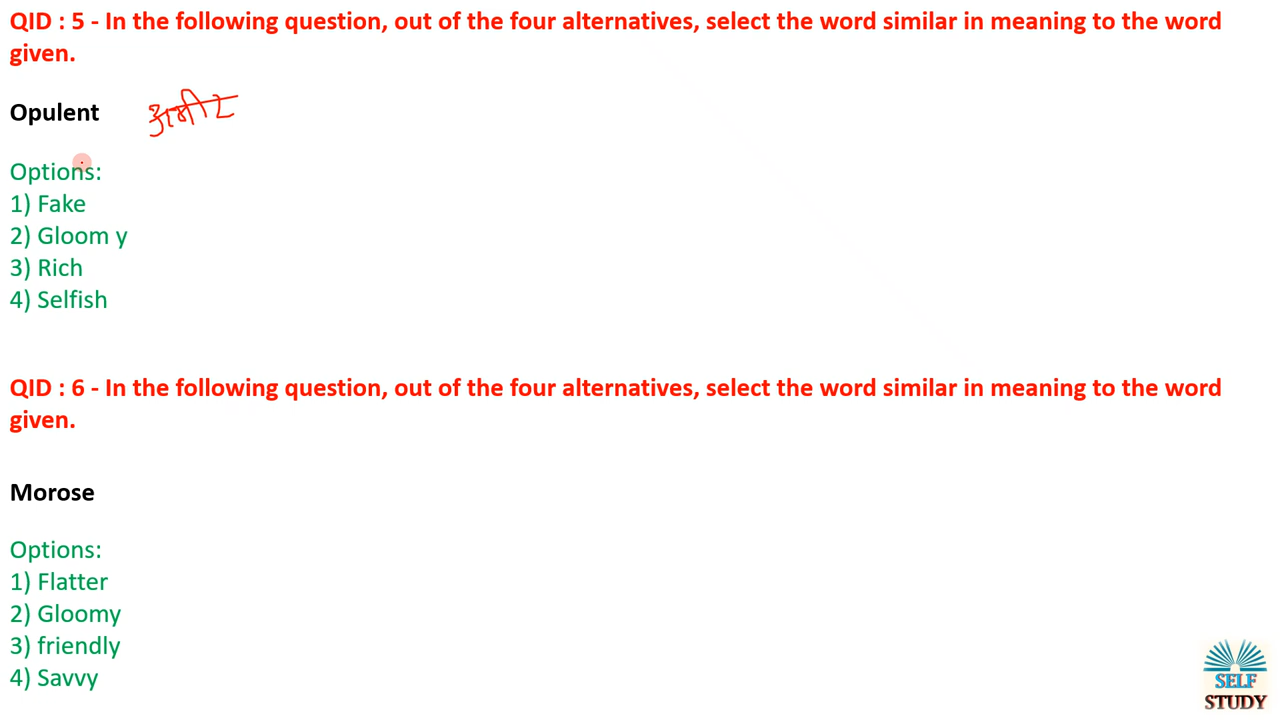 QID : 5 - In the following question, out of the four alternatives, select the word similar in meaning to the word
given.
Opulent अमीर
Options:
1) Fake
2) Gloom y
3) Rich
4) Selfish
QID : 6 - In the following question, out of the four alternatives, select the word similar in meaning to the word
given.
Morose
Options:
1) Flatter
2) Gloomy
3) friendly
4) Savvy
SELF
STUDY